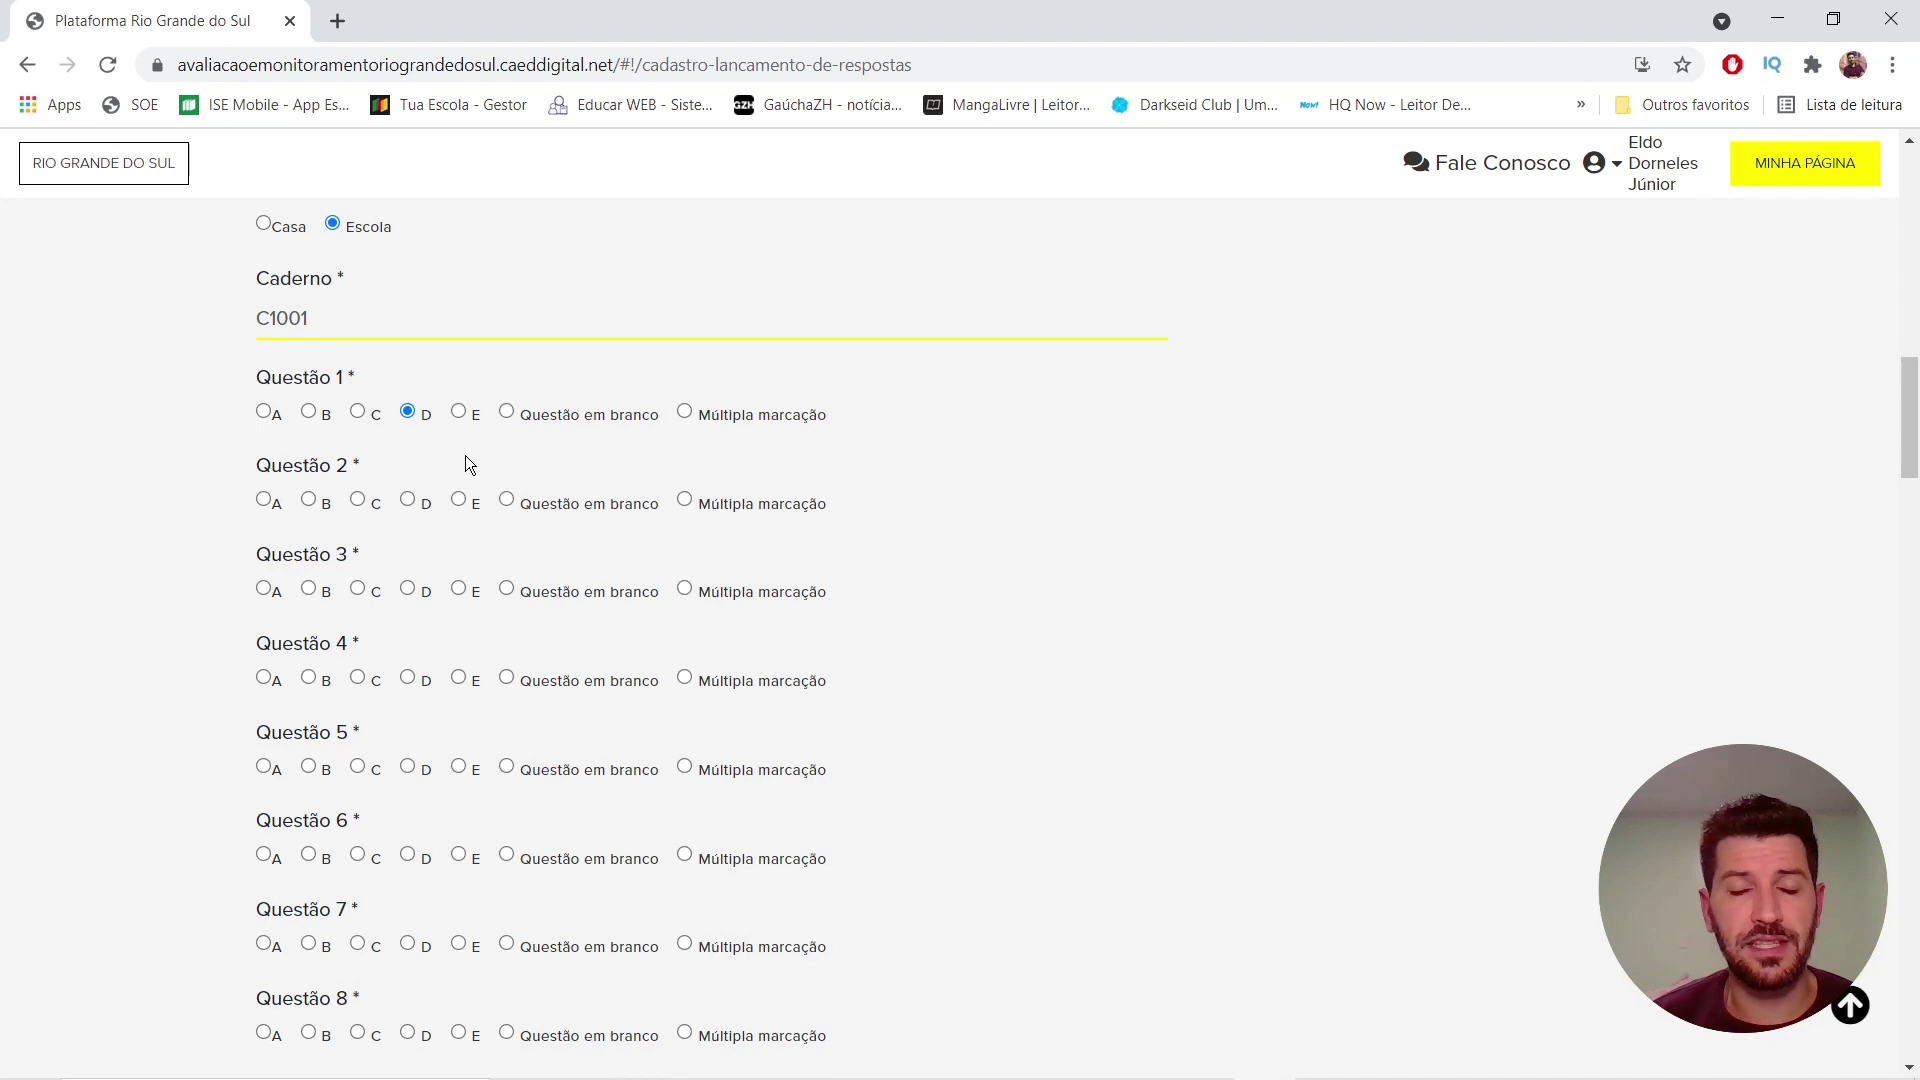 Plataforma Rio Grande do Sul
avaliacaoemonitoramentoriograndedosul.caeddigital.net/#!/cadastro-lancamento-de-respostas
IQ
Apps SOE ISE Mobile - App Es... Tua Escola - Gestor Educar WEB - Siste... GZH GaúchaZH - notícia... MangaLivre | Leitor... Darkseid Club | Um... Now! HQ Now - Leitor De... » Outros favoritos Lista de leitura
RIO GRANDE DO SUL
Fale Conosco
Eldo
Dorneles
Júnior
MINHA PÁGINA
Casa Escola
Caderno *
C1001
Questão 1 *
A B C D E Questão em branco Múltipla marcação
Questão 2 *
A B C D E Questão em branco Múltipla marcação
Questão 3 *
A B C D E Questão em branco Múltipla marcação
Questão 4 *
A B C D E Questão em branco Múltipla marcação
Questão 5 *
A B C D E Questão em branco Múltipla marcação
Questão 6 *
A B C D E Questão em branco Múltipla marcação
Questão 7 *
A B C D E Questão em branco Múltipla marcação
Questão 8 *
A B C D E Questão em branco Múltipla marcação